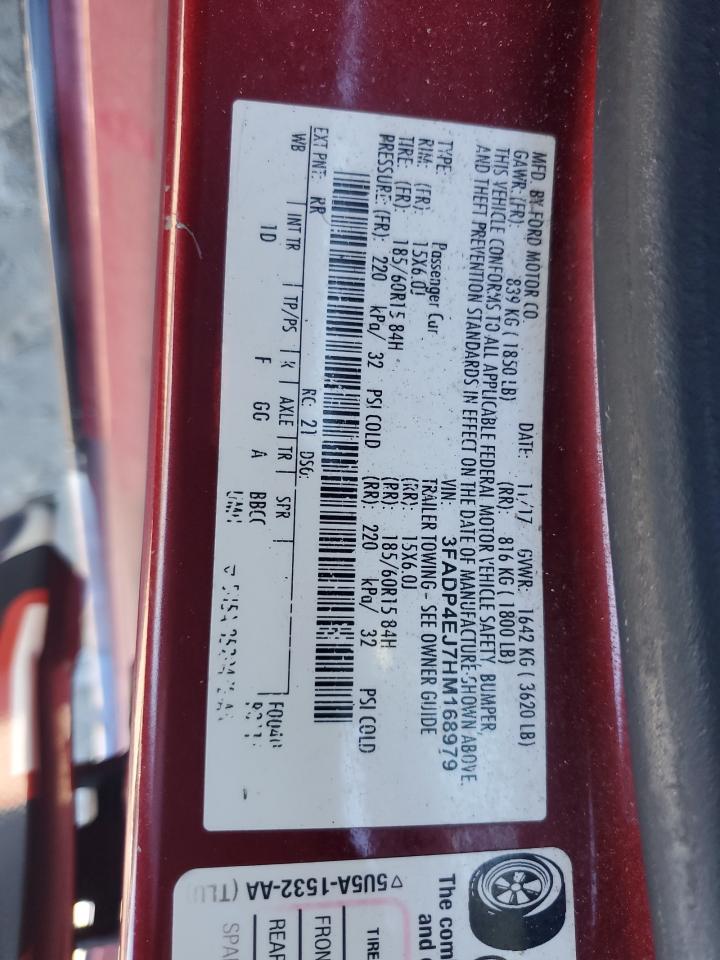 MFD. BY FORD MOTOR CO.
DATE: 11/17 GVWR: 1642 KG ( 3620 LB)
GAWR: (FR): 839 KG ( 1850 LB) (RR): 816 KG ( 1800 LB)
THIS VEHICLE CONFORMS TO ALL APPLICABLE FEDERAL MOTOR VEHICLE SAFETY, BUMPER,
AND THEFT PREVENTION STANDARDS IN EFFECT ON THE DATE OF MANUFACTURE SHOWN ABOVE.
VIN: 3FADP4EJ7HM168979
TYPE: Passenger Car TRAILER TOWING - SEE OWNER GUIDE
RIM: (FR): 15X6.0J (RR): 15X6.0J
TIRE: (FR): 185/60R15 84H (RR): 185/60R15 84H
PRESSURE: (FR): 220 kPa/ 32 PSI COLD (RR): 220 kPa/ 32 PSI COLD
EXT PNT: RR RC: 21 DSO:
WB INT TR TP/PS R AXLE TR SPR
1D F GG A BBCC
The com
and c
TIRE
FRON
REAR
SPA
▽ 5U5A-1532-AA (TLU)